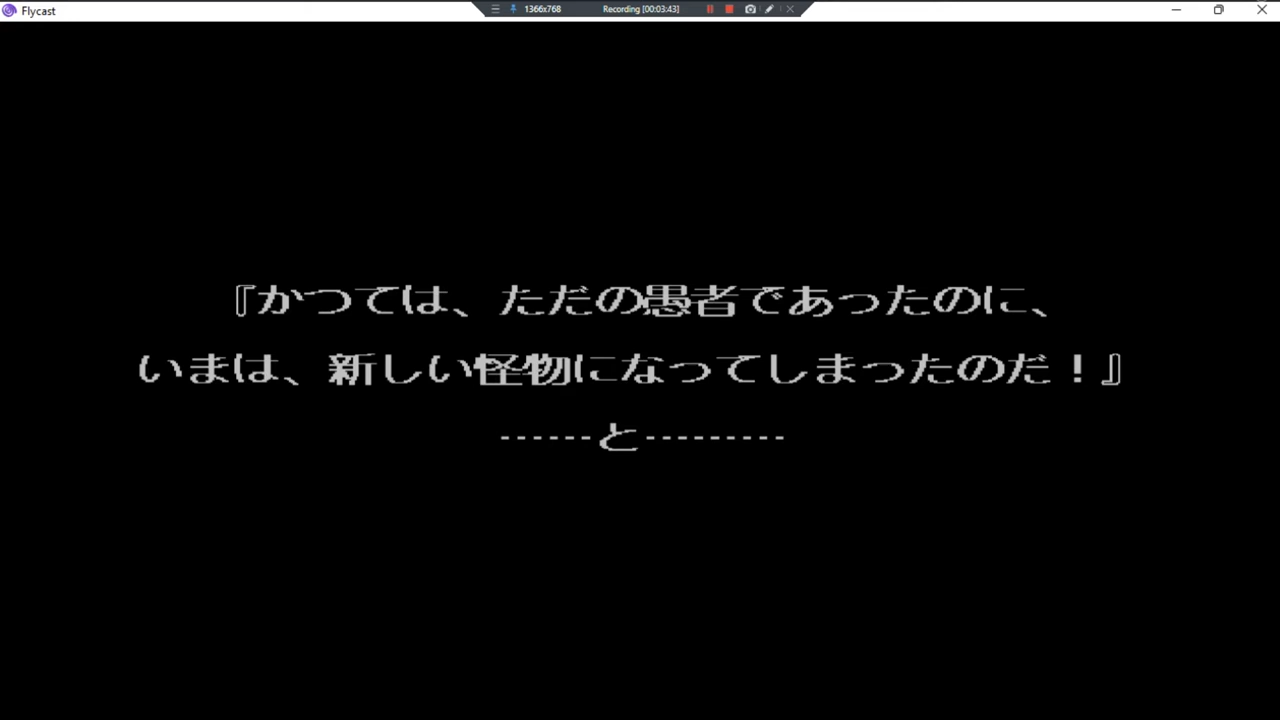 Flycast
1366x768
Recording [00:03:43]
『かつては、ただの愚者であったのに、
いまは、新しい怪物になってしまったのだ！』
------と---------